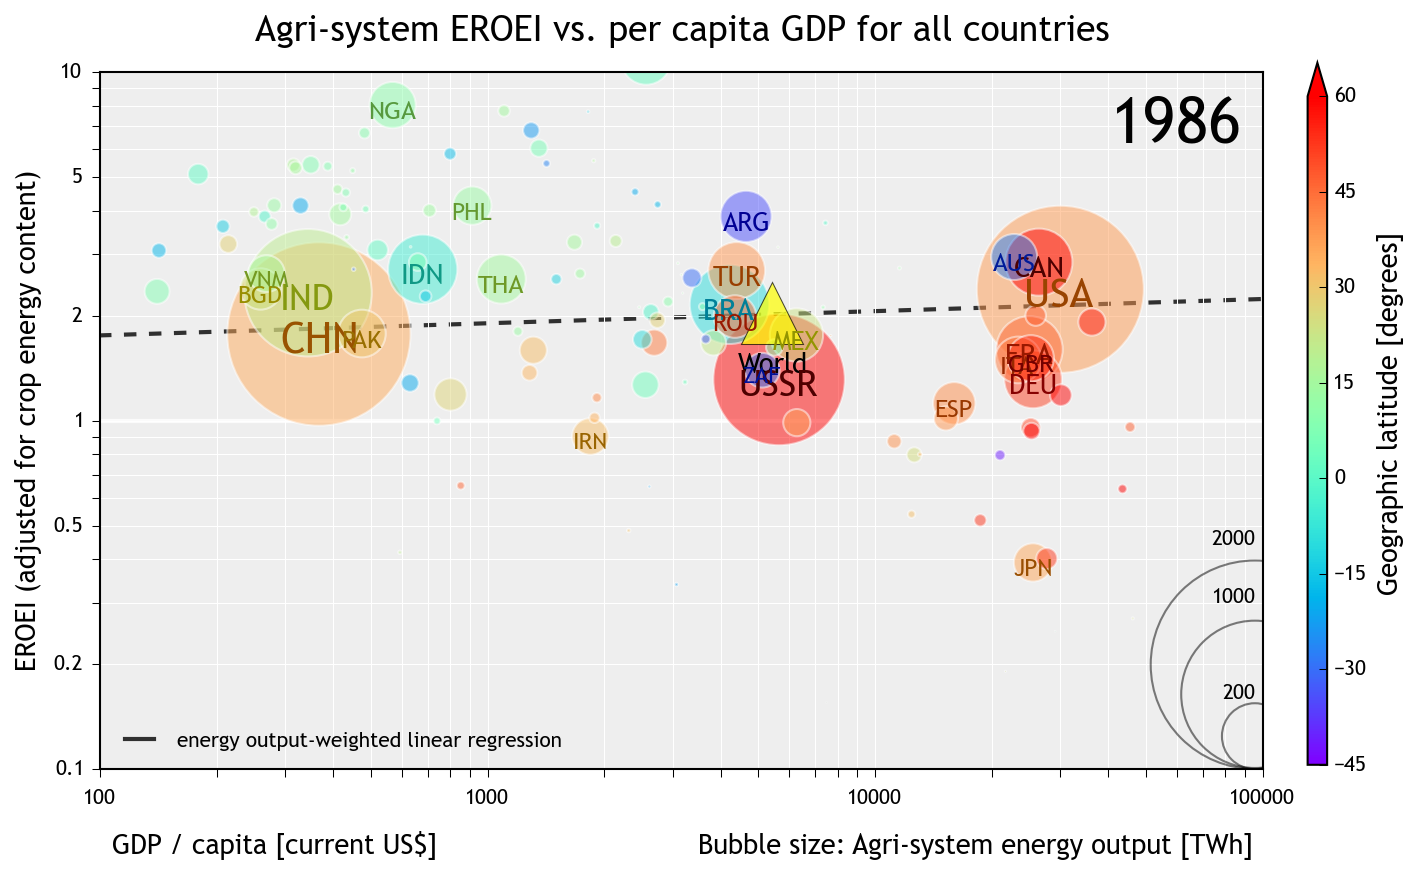 Agri-system EROEI vs. per capita GDP for all countries
1986
EROEI (adjusted for crop energy content)
10
5
2
1
0.5
0.2
0.1
NGA
PHL
ARG
VNM
BGD
IND
CHN
PAK
IDN
THA
TUR
BRA
ROU
MEX
World
ZAF
USSR
AUS
CAN
USA
FRA
GBR
DEU
ESP
IRN
JPN
2000
1000
200
energy output-weighted linear regression
100
1000
10000
100000
GDP / capita [current US$]
Bubble size: Agri-system energy output [TWh]
60
45
30
15
0
−15
−30
−45
Geographic latitude [degrees]